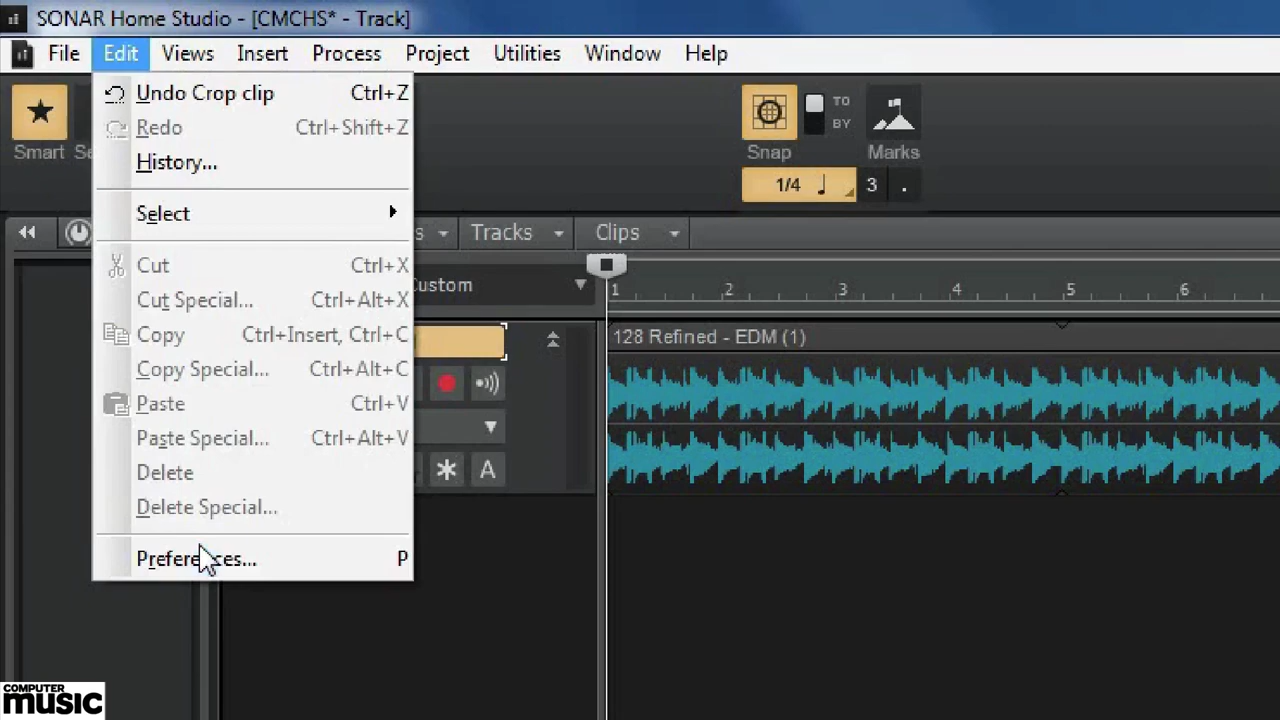 SONAR Home Studio - [CMCHS* - Track]
File Edit Views Insert Process Project Utilities Window Help
Undo Crop clip Ctrl+Z
Redo Ctrl+Shift+Z
History...
Select
Cut Ctrl+X
Cut Special... Ctrl+Alt+X
Copy Ctrl+Insert, Ctrl+C
Copy Special... Ctrl+Alt+C
Paste Ctrl+V
Paste Special... Ctrl+Alt+V
Delete
Delete Special...
Preferences... P
Smart
TO
BY
Snap Marks
1/4 3 .
Tracks Clips
1 2 3 4 5 6
128 Refined - EDM (1)
A
COMPUTER
music